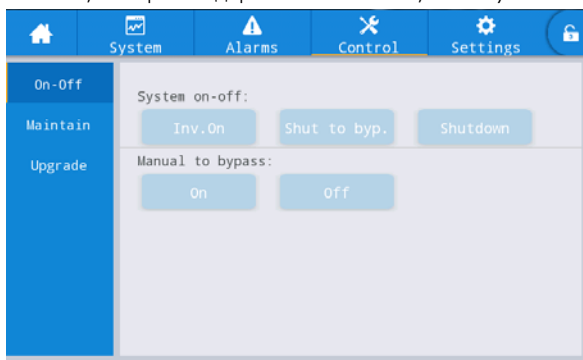 System Alarms Control Settings
On-Off
Maintain
Upgrade
System on-off:
Inv.On Shut to byp. Shutdown
Manual to bypass:
On Off